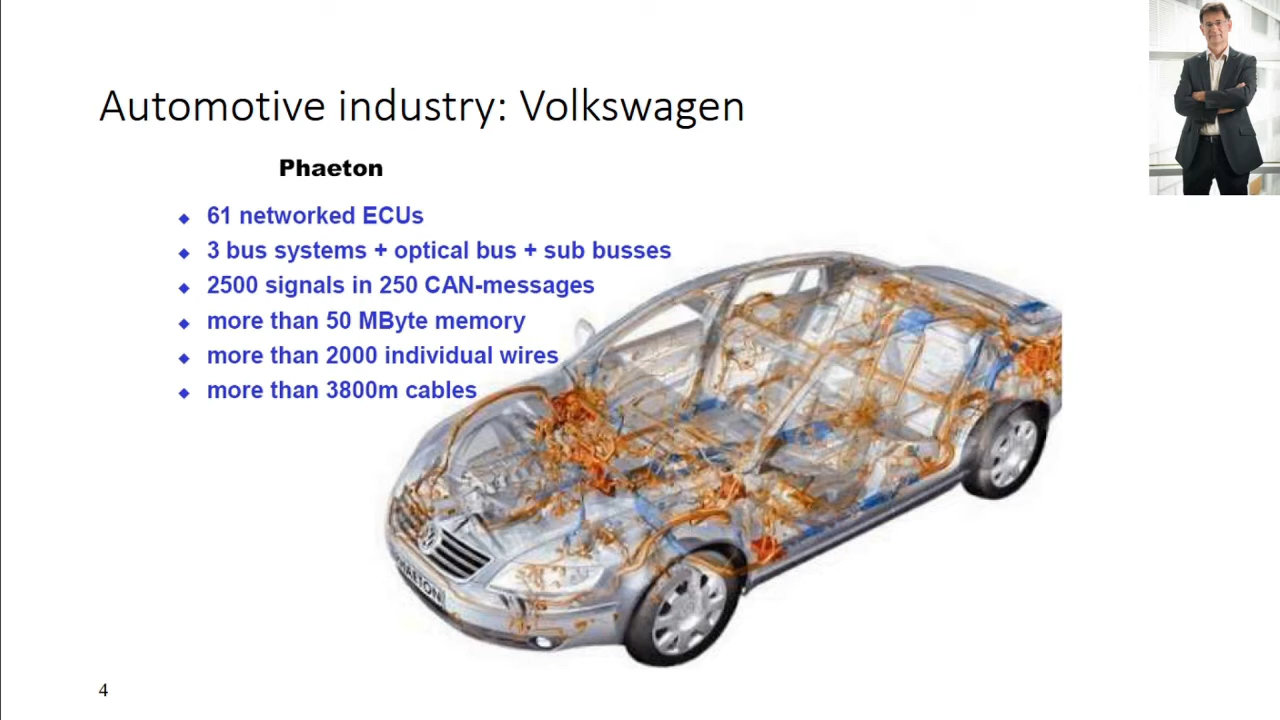 Automotive industry: Volkswagen
Phaeton
61 networked ECUs
3 bus systems + optical bus + sub busses
2500 signals in 250 CAN-messages
more than 50 MByte memory
more than 2000 individual wires
more than 3800m cables
PHAETON
4